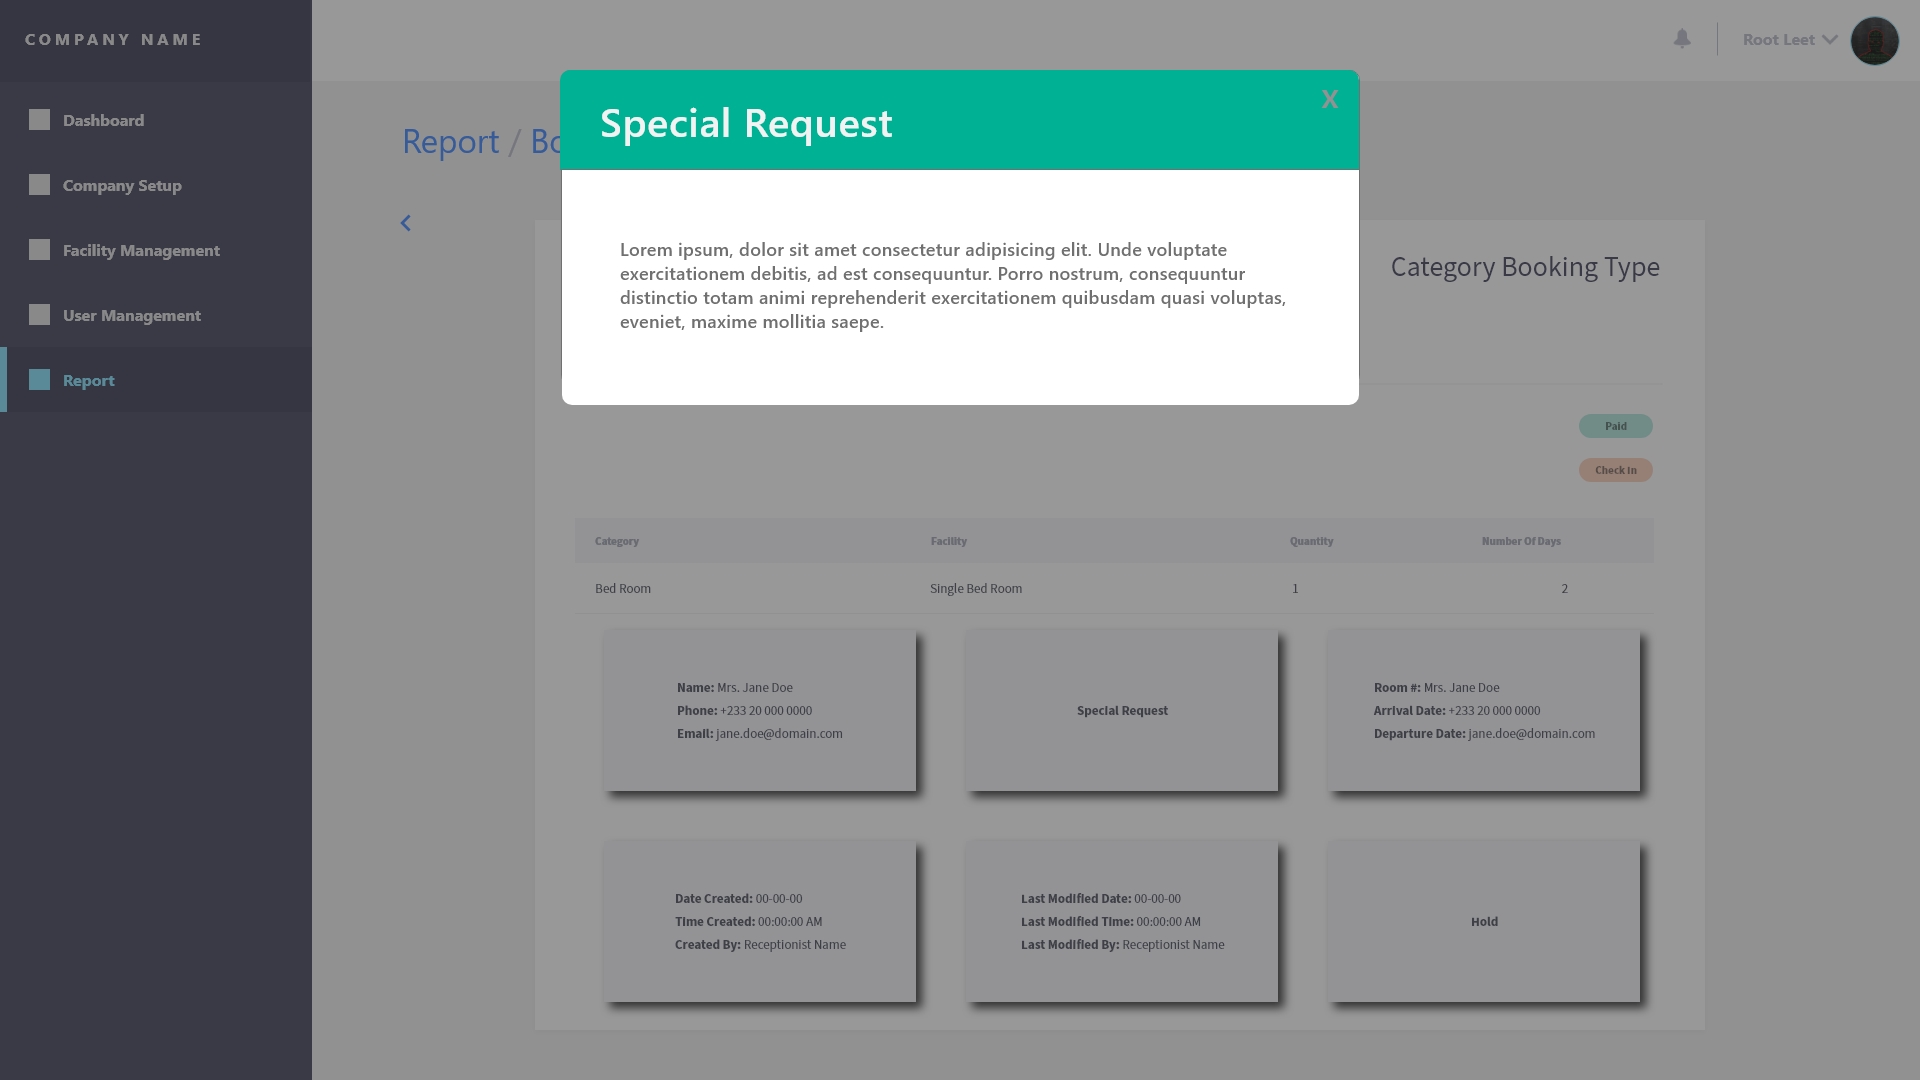 COMPANY NAME
Root Leet
Dashboard
Company Setup
Facility Management
User Management
Report
Report /
Special Request
X
Lorem ipsum, dolor sit amet consectetur adipisicing elit. Unde voluptate
exercitationem debitis, ad est consequuntur. Porro nostrum, consequuntur
distinctio totam animi reprehenderit exercitationem quibusdam quasi voluptas,
eveniet, maxime mollitia saepe.
Category Booking Type
Paid
Check in
Category Facility Quantity Number Of Days
Bed Room Single Bed Room 1 2
Name: Mrs. Jane Doe
Phone: +233 20 000 0000
Email: jane.doe@domain.com
Special Request
Room #: Mrs. Jane Doe
Arrival Date: +233 20 000 0000
Departure Date: jane.doe@domain.com
Date Created: 00-00-00
Time Created: 00:00:00 AM
Created By: Receptionist Name
Last Modified Date: 00-00-00
Last Modified Time: 00:00:00 AM
Last Modified By: Receptionist Name
Hold